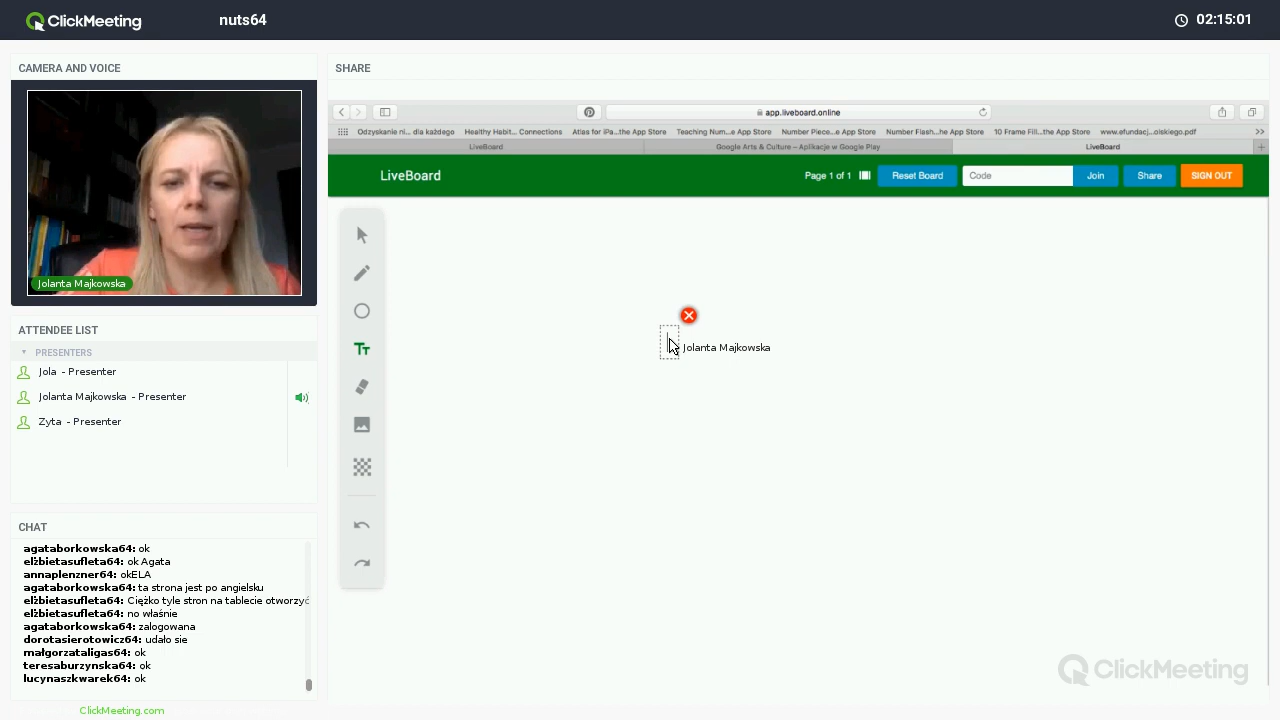 ClickMeeting
nuts64
02:15:01
CAMERA AND VOICE
Jolanta Majkowska
ATTENDEE LIST
PRESENTERS
Jola - Presenter
Jolanta Majkowska - Presenter
Zyta - Presenter
CHAT
agataborkowska64: ok
elżbietasufleta64: ok Agata
annaplenzner64: okELA
agataborkowska64: ta strona jest po angielsku
elżbietasufleta64: Ciężko tyle stron na tablecie otworzyć
elżbietasufleta64: no właśnie
agataborkowska64: zalogowana
dorotasierotowicz64: udało sie
małgorzataligas64: ok
teresaburzynska64: ok
lucynaszkwarek64: ok
ClickMeeting.com
SHARE
app.liveboard.online
Odzyskanie ni... dla każdego Healthy Habit... Connections Atlas for iPa...the App Store Teaching Num...e App Store Number Piece...e App Store Number Flash...he App Store 10 Frame Fill...the App Store www.efundacj...olskiego.pdf
LiveBoard Google Arts & Culture – Aplikacje w Google Play LiveBoard
LiveBoard Page 1 of 1 Reset Board Code Join Share SIGN OUT
Tт
Jolanta Majkowska
ClickMeeting